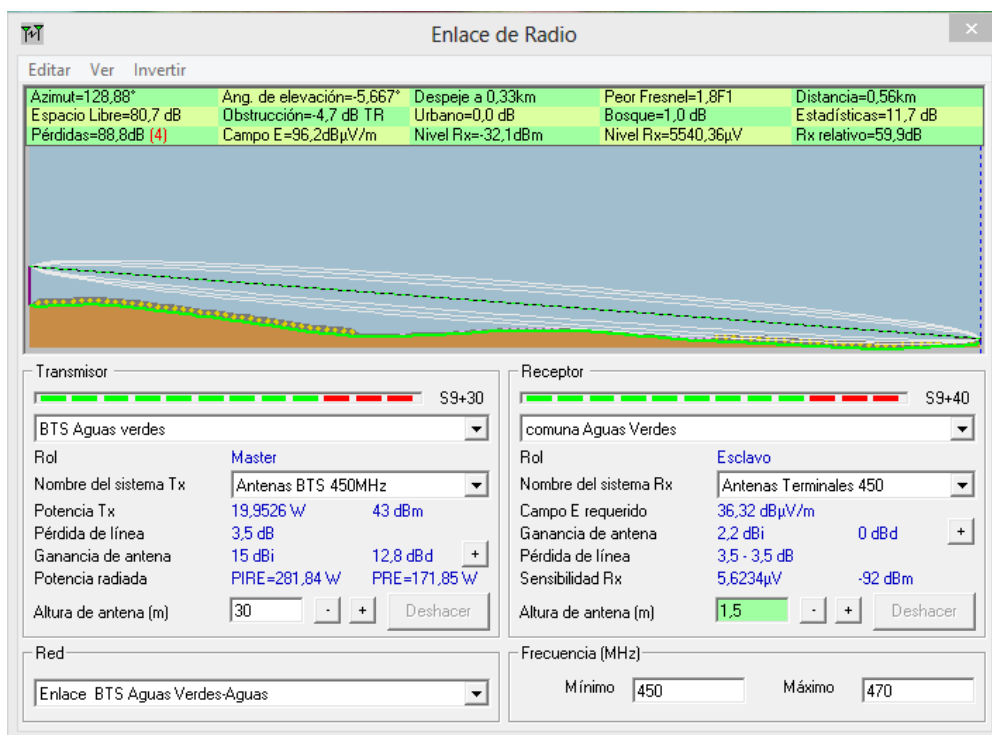 Enlace de Radio
Editar Ver Invertir
Azimut=128,88° Ang. de elevación=-5,667° Despeje a 0,33km Peor Fresnel=1,8F1 Distancia=0,56km
Espacio Libre=80,7 dB Obstrucción=-4,7 dB TR Urbano=0,0 dB Bosque=1,0 dB Estadísticas=11,7 dB
Pérdidas=88,8dB (4) Campo E=96,2dBµV/m Nivel Rx=-32,1dBm Nivel Rx=5540,36µV Rx relativo=59,9dB
Transmisor
S9+30
BTS Aguas verdes
Rol Master
Nombre del sistema Tx Antenas BTS 450MHz
Potencia Tx 19,9526 W 43 dBm
Pérdida de línea 3,5 dB
Ganancia de antena 15 dBi 12,8 dBd +
Potencia radiada PIRE=281,84 W PRE=171,85 W
Altura de antena (m) 30 - + Deshacer
Receptor
S9+40
comuna Aguas Verdes
Rol Esclavo
Nombre del sistema Rx Antenas Terminales 450
Campo E requerido 36,32 dBµV/m
Ganancia de antena 2,2 dBi 0 dBd +
Pérdida de línea 3,5 - 3,5 dB
Sensibilidad Rx 5,6234µV -92 dBm
Altura de antena (m) 1,5 - + Deshacer
Red
Enlace BTS Aguas Verdes-Aguas
Frecuencia (MHz)
Mínimo 450 Máximo 470